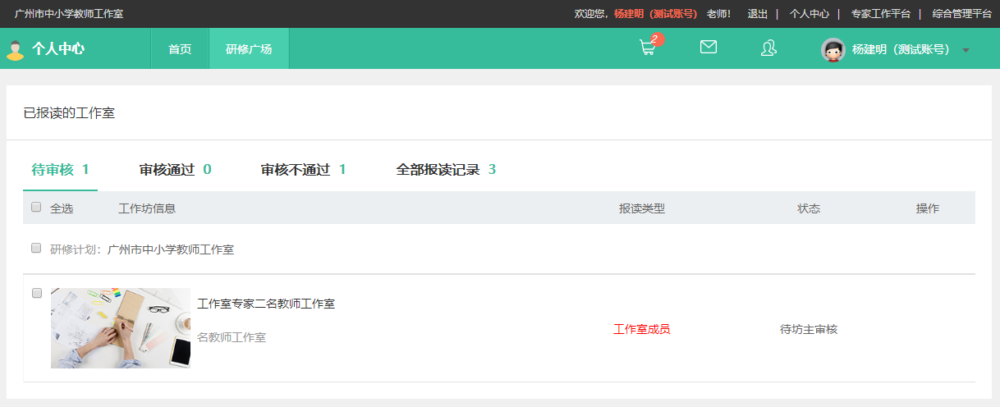 广州市中小学教师工作室
欢迎您，杨建明（测试账号） 老师！ 退出 | 个人中心 | 专家工作平台 | 综合管理平台
个人中心 首页 研修广场 2 杨建明（测试账号）
已报读的工作室
待审核 1 审核通过 0 审核不通过 1 全部报读记录 3
全选 工作坊信息 报读类型 状态 操作
研修计划：广州市中小学教师工作室
工作室专家二名教师工作室
名教师工作室
工作室成员 待坊主审核